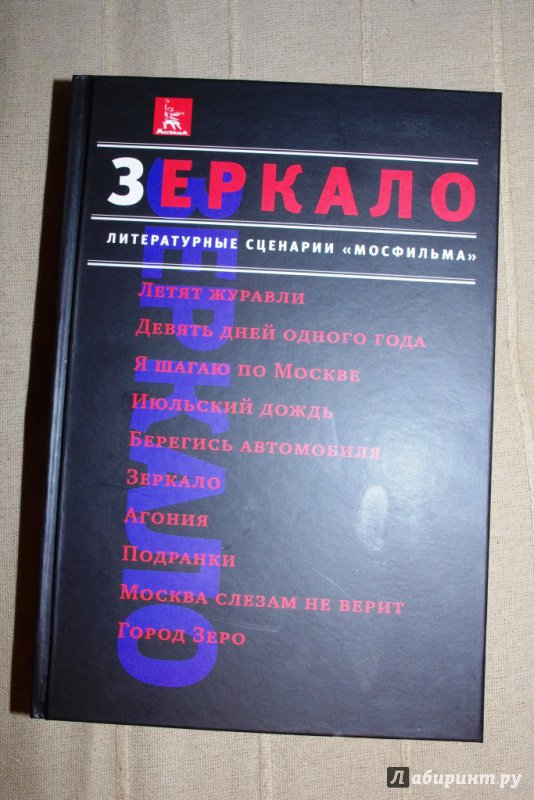 МОСФИЛЬМ
ЗЕРКАЛО
ЛИТЕРАТУРНЫЕ СЦЕНАРИИ «МОСФИЛЬМА»
ЗЕРКАЛО
ЛЕТЯТ ЖУРАВЛИ
ДЕВЯТЬ ДНЕЙ ОДНОГО ГОДА
Я ШАГАЮ ПО МОСКВЕ
ИЮЛЬСКИЙ ДОЖДЬ
БЕРЕГИСЬ АВТОМОБИЛЯ
ЗЕРКАЛО
АГОНИЯ
ПОДРАНКИ
МОСКВА СЛЕЗАМ НЕ ВЕРИТ
ГОРОД ЗЕРО
Лабиринт.ру